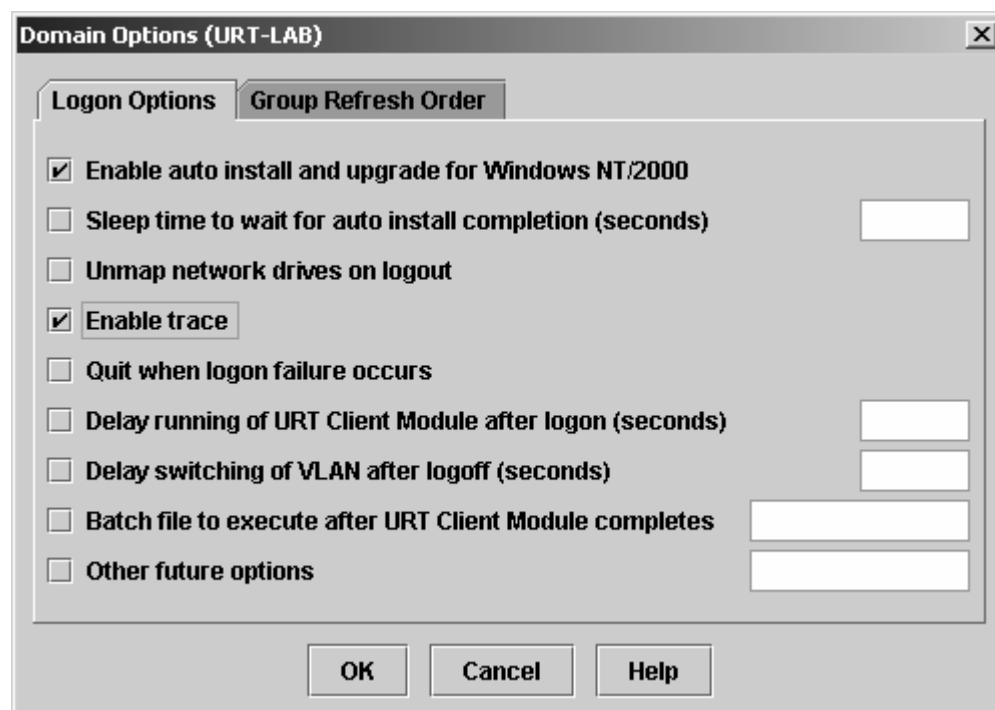 Domain Options (URT-LAB)
Logon Options
Group Refresh Order
Enable auto install and upgrade for Windows NT/2000
Sleep time to wait for auto install completion (seconds)
Unmap network drives on logout
Enable trace
Quit when logon failure occurs
Delay running of URT Client Module after logon (seconds)
Delay switching of VLAN after logoff (seconds)
Batch file to execute after URT Client Module completes
Other future options
OK
Cancel
Help